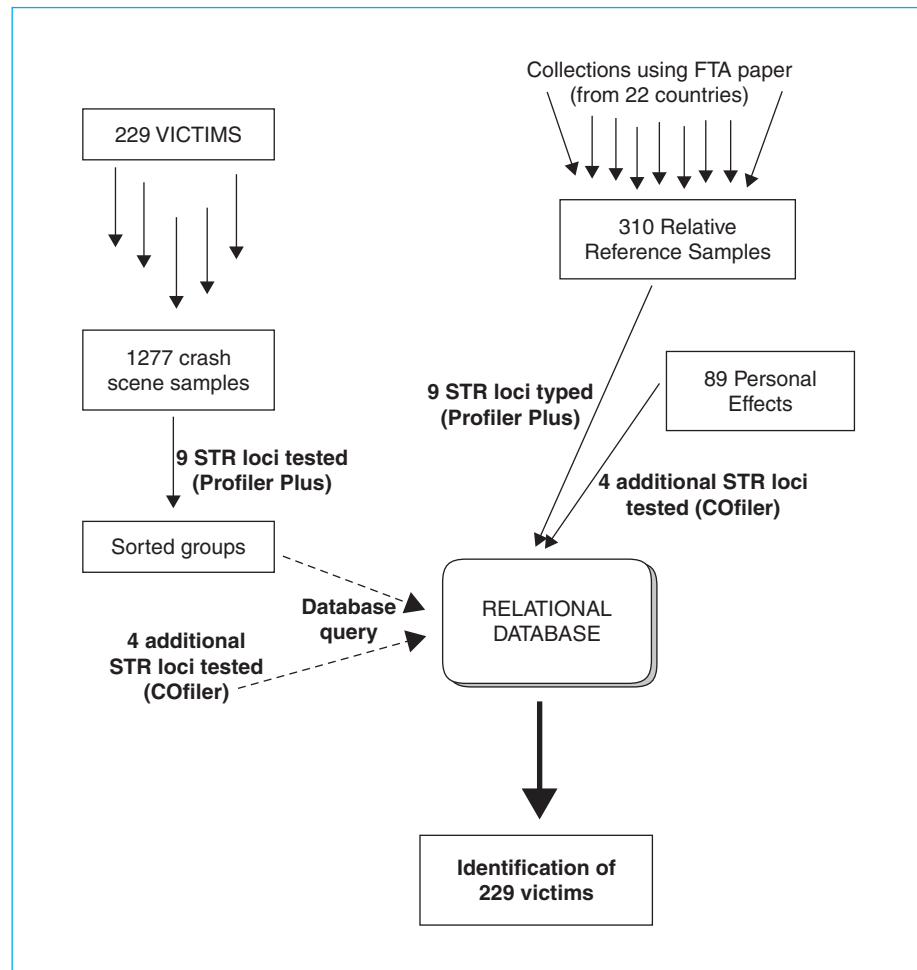 229 VICTIMS
1277 crash
scene samples
9 STR loci tested
(Profiler Plus)
Sorted groups
4 additional
STR loci tested
(COfiler)
Database
query
Collections using FTA paper
(from 22 countries)
310 Relative
Reference Samples
9 STR loci typed
(Profiler Plus)
89 Personal
Effects
4 additional STR loci
tested (COfiler)
RELATIONAL
DATABASE
Identification of
229 victims